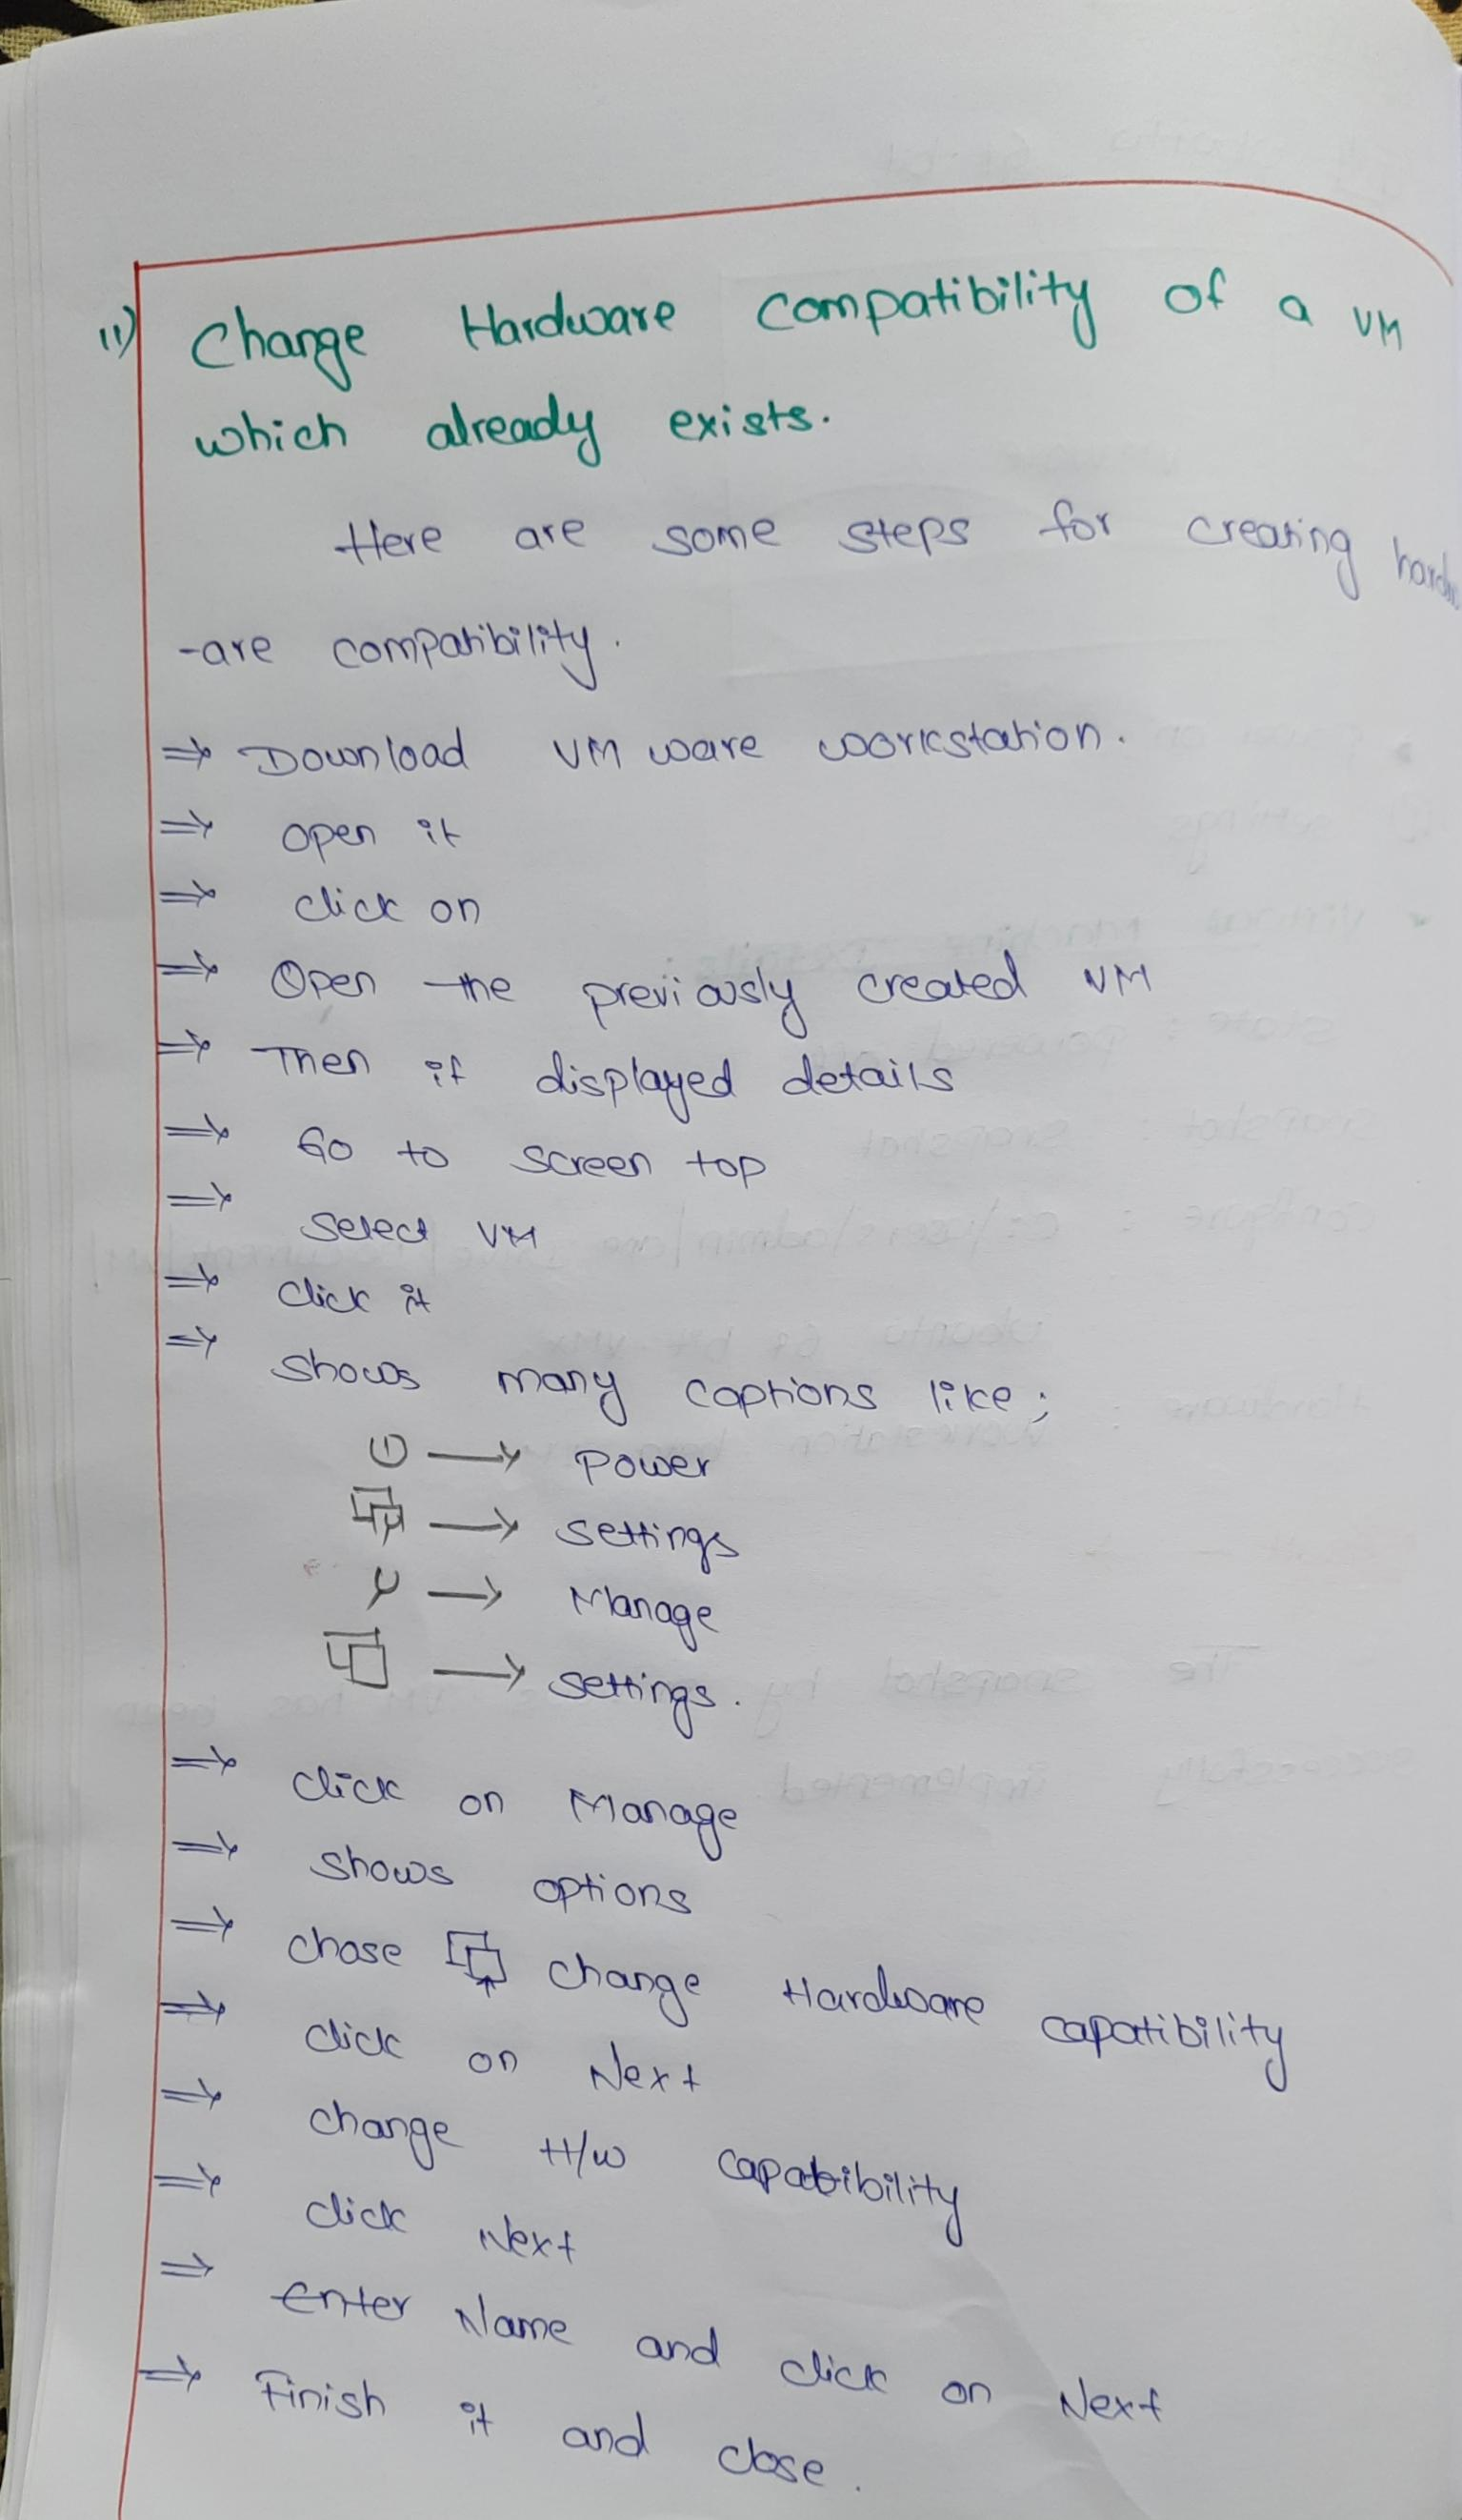 11) Change Hardware Compatibility of a VM
which already exists.
Here are some steps for creating hardw
-are compatibility.
⇒ Download VM ware workstation.
⇒ open it
⇒ click on
⇒ Open the previously created VM
⇒ Then it displayed details
⇒ Go to screen top
⇒ Select VM
⇒ click it
⇒ shows many captions like;
→ Power
→ settings
→ Manage
→ settings.
⇒ click on Manage
⇒ shows options
⇒ chose change Hardware capatibility
⇒ click on Next
⇒ change H/w capatibility
⇒ click Next
⇒ enter Name and click on Next
⇒ Finish it and close.